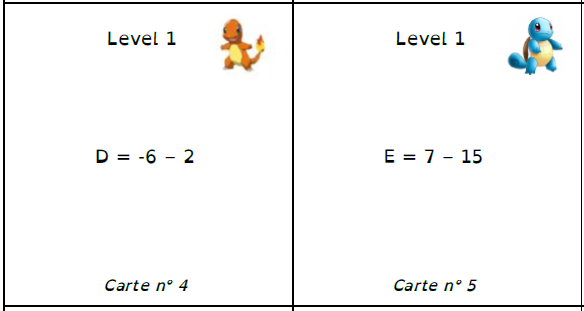 Level 1
D = -6 – 2
Carte n° 4
Level 1
E = 7 – 15
Carte n° 5